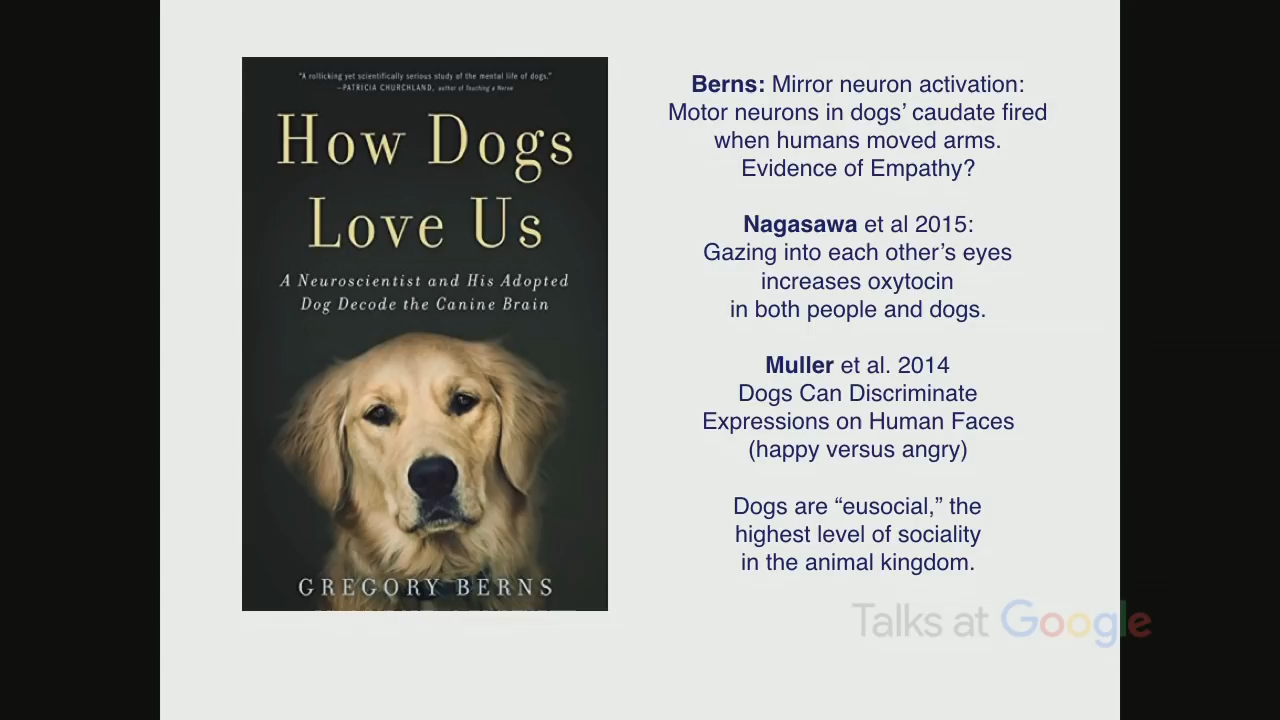 "A rollicking yet scientifically serious study of the mental life of dogs."
—PATRICIA CHURCHLAND, author of Touching a Nerve
How Dogs
Love Us
A Neuroscientist and His Adopted
Dog Decode the Canine Brain
GREGORY BERNS
Berns: Mirror neuron activation:
Motor neurons in dogs’ caudate fired
when humans moved arms.
Evidence of Empathy?
Nagasawa et al 2015:
Gazing into each other’s eyes
increases oxytocin
in both people and dogs.
Muller et al. 2014
Dogs Can Discriminate
Expressions on Human Faces
(happy versus angry)
Dogs are “eusocial,” the
highest level of sociality
in the animal kingdom.
Talks at Google